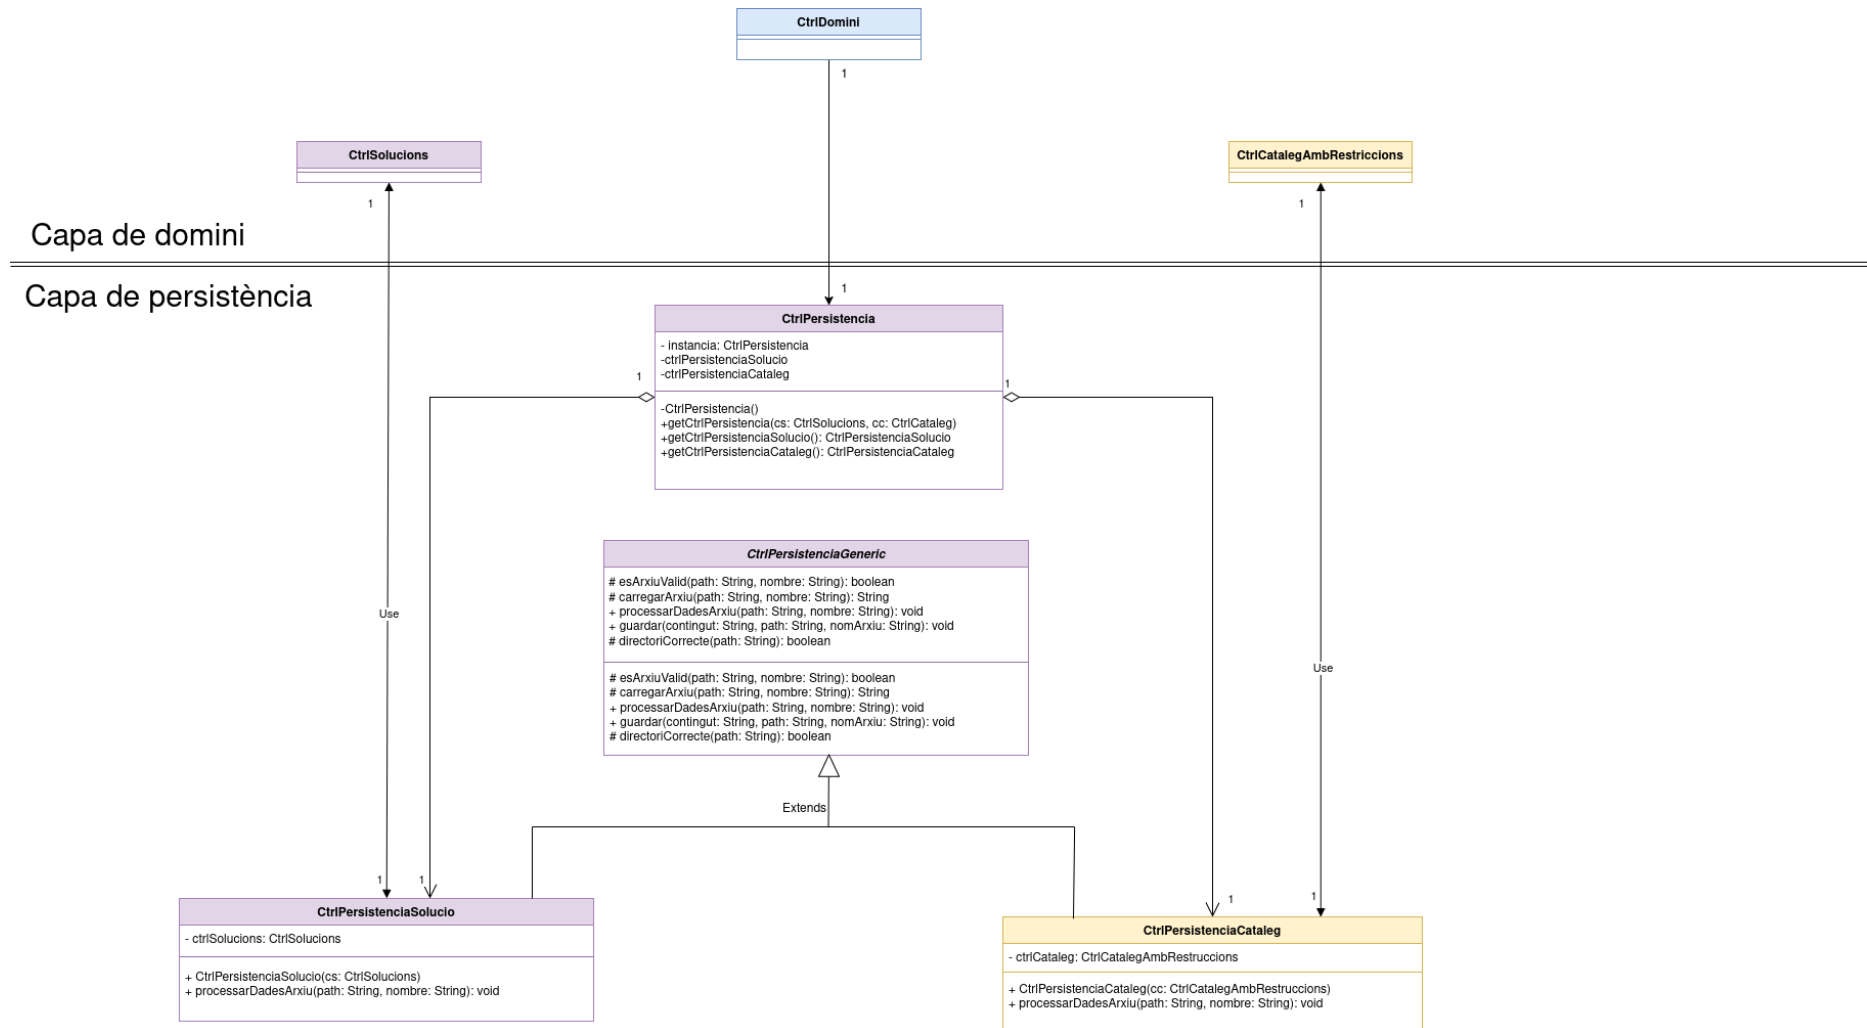 CtrlDomini
1
CtrlSolucions
CtrlCatalegAmbRestriccions
1
1
Capa de domini
Capa de persistència
1
CtrlPersistencia
- instancia: CtrlPersistencia
-ctrlPersistenciaSolucio
-ctrlPersistenciaCataleg
1
1
-CtrlPersistencia()
+getCtrlPersistencia(cs: CtrlSolucions, cc: CtrlCataleg)
+getCtrlPersistenciaSolucio(): CtrlPersistenciaSolucio
+getCtrlPersistenciaCataleg(): CtrlPersistenciaCataleg
CtrlPersistenciaGeneric
# esArxiuValid(path: String, nombre: String): boolean
# carregarArxiu(path: String, nombre: String): String
+ processarDadesArxiu(path: String, nombre: String): void
+ guardar(contingut: String, path: String, nomArxiu: String): void
# directoriCorrecte(path: String): boolean
# esArxiuValid(path: String, nombre: String): boolean
# carregarArxiu(path: String, nombre: String): String
+ processarDadesArxiu(path: String, nombre: String): void
+ guardar(contingut: String, path: String, nomArxiu: String): void
# directoriCorrecte(path: String): boolean
Use
Use
Extends
1
1
1
1
CtrlPersistenciaSolucio
- ctrlSolucions: CtrlSolucions
+ CtrlPersistenciaSolucio(cs: CtrlSolucions)
+ processarDadesArxiu(path: String, nombre: String): void
CtrlPersistenciaCataleg
- ctrlCataleg: CtrlCatalegAmbRestruccions
+ CtrlPersistenciaCataleg(cc: CtrlCatalegAmbRestruccions)
+ processarDadesArxiu(path: String, nombre: String): void